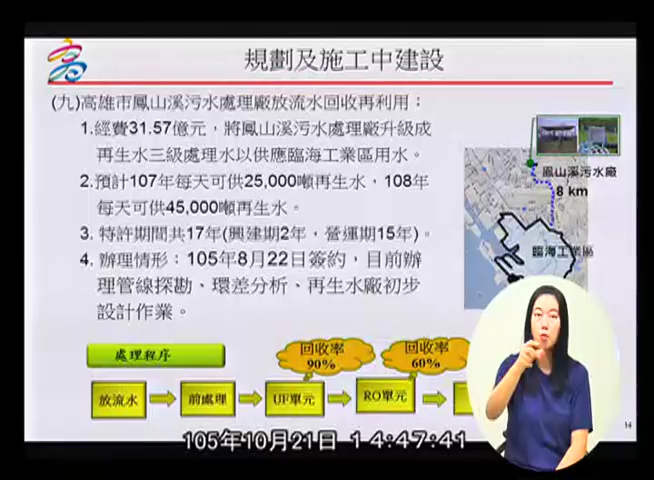 規劃及施工中建設
(九)高雄市鳳山溪污水處理廠放流水回收再利用：
1.經費31.57億元，將鳳山溪污水處理廠升級成
再生水三級處理水以供應臨海工業區用水。
2.預計107年每天可供25,000噸再生水，108年
每天可供45,000噸再生水。
3. 特許期間共17年(興建期2年，營運期15年)。
4. 辦理情形：105年8月22日簽約，目前辦
理管線探勘、環差分析、再生水廠初步
設計作業。
鳳山溪污水廠
8 km
臨海工業區
處理程序
回收率
90%
回收率
60%
放流水
前處理
UF單元
RO單元
105年10月21日 14:47:41